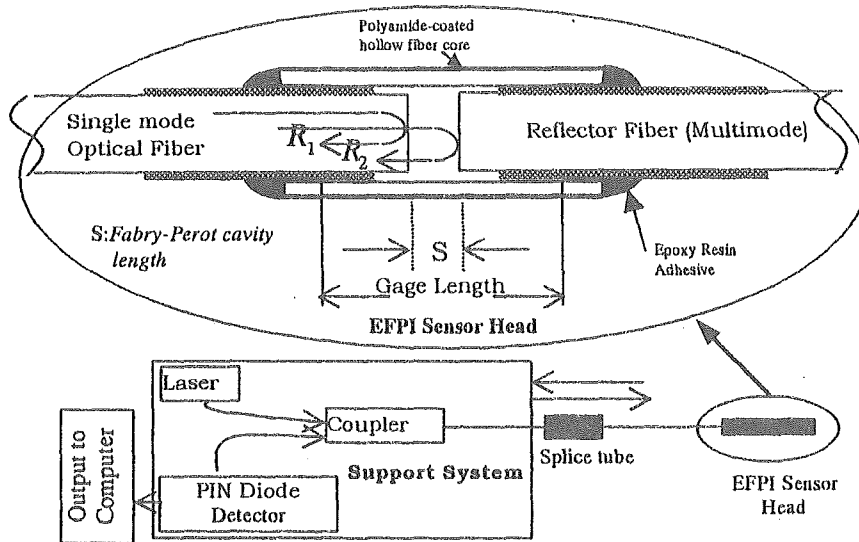 Polyamide-coated
hollow fiber core
Single mode
Optical Fiber
R1
R2
Reflector Fiber (Multimode)
S:Fabry-Perot cavity
length
S
Gage Length
EFPI Sensor Head
Epoxy Resin
Adhesive
Laser
Coupler
Support System
PIN Diode
Detector
Output to
Computer
Splice tube
EFPI Sensor
Head